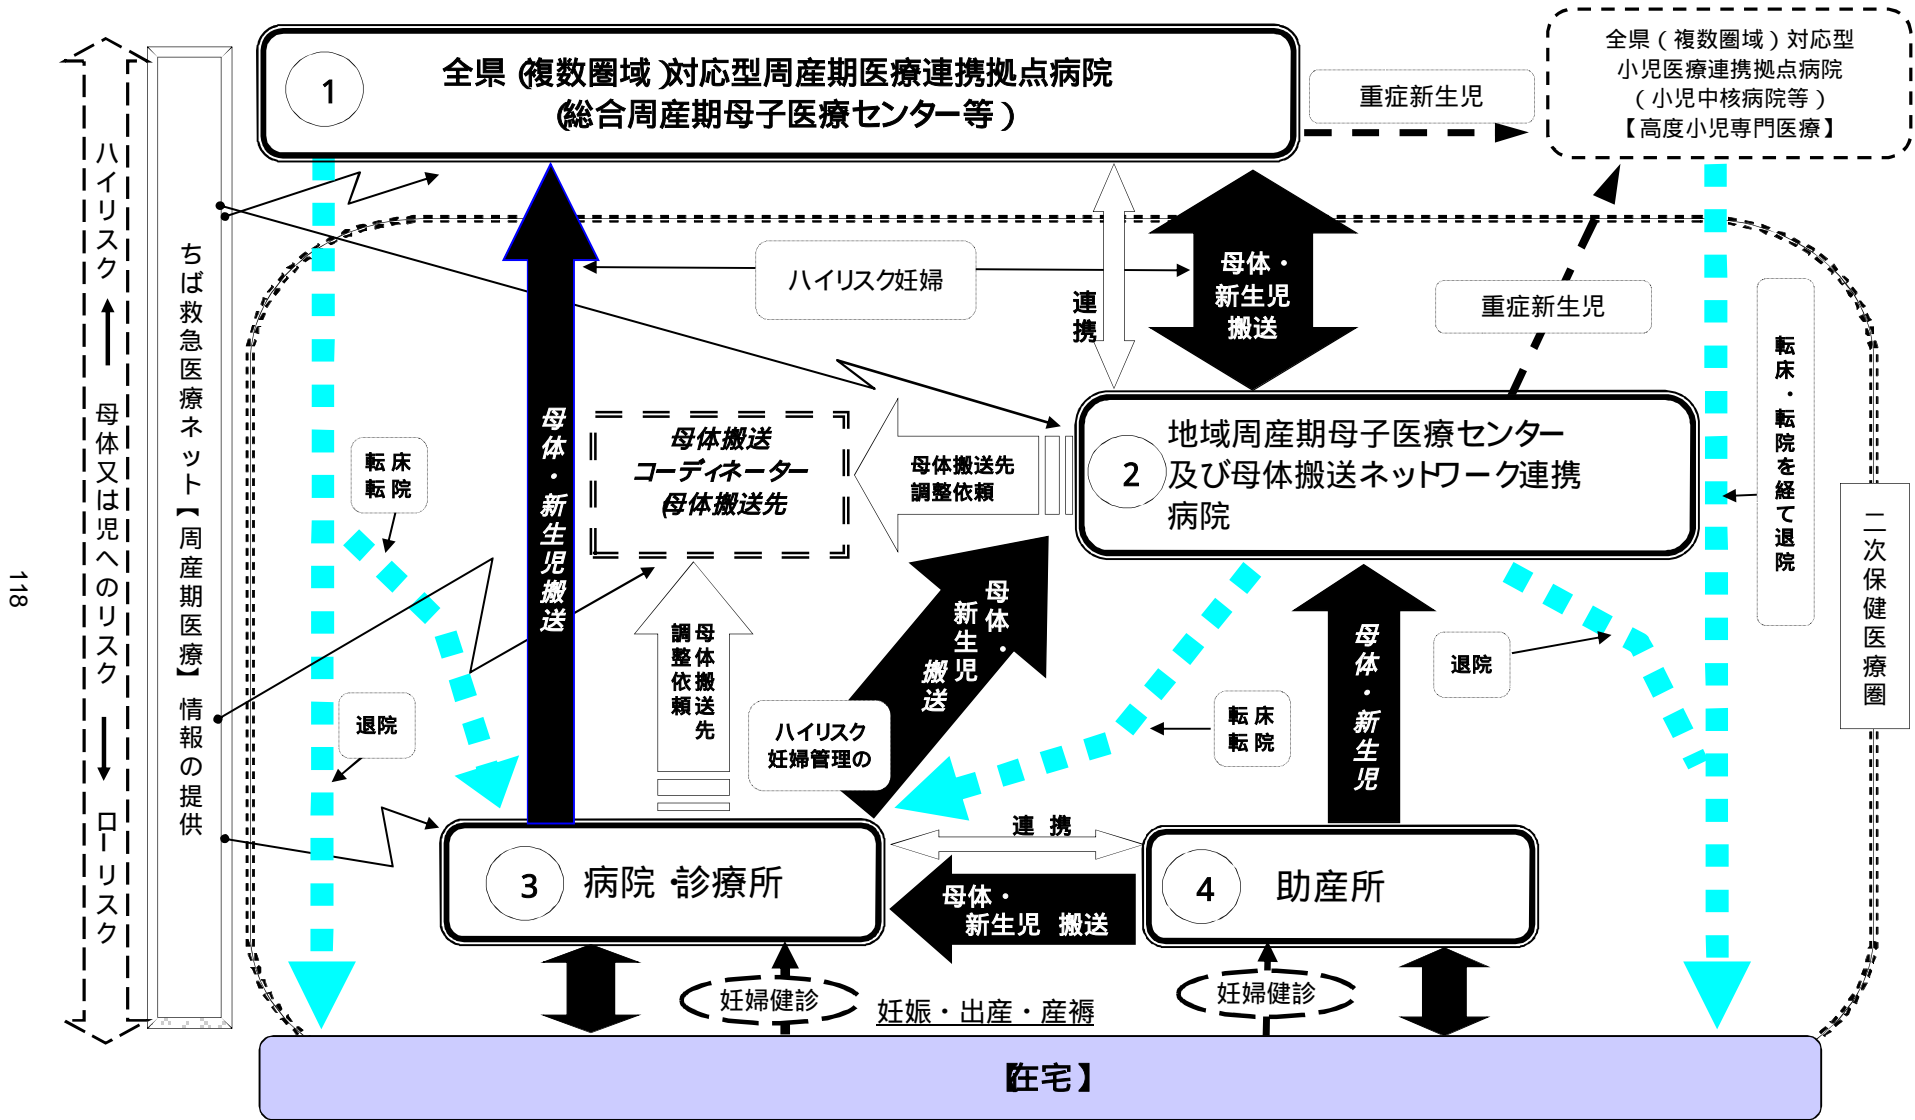 1
全県（複数圏域）対応型周産期医療連携拠点病院
（総合周産期母子医療センター等）
全県（複数圏域）対応型
小児医療連携拠点病院
（小児中核病院等）
【高度小児専門医療】
重症新生児
ハイリスク
母体又は児へのリスク
ローリスク
ちば救急医療ネット【周産期医療】情報の提供
ハイリスク妊婦
連携
母体・
新生児
搬送
重症新生児
転床・転院を経て退院
二次保健医療圏
転床
転院
母体・新生児搬送
母体搬送
コーディネーター
（母体搬送先
母体搬送先
調整依頼
2
地域周産期母子医療センター
及び母体搬送ネットワーク連携
病院
母体搬送先
調整依頼
母体・
新生児
搬送
ハイリスク
妊婦管理の
母体・新生児
退院
転床
転院
退院
連 携
3
病院・診療所
母体・
新生児 搬送
4
助産所
妊婦健診
妊娠・出産・産褥
妊婦健診
【在宅】
118